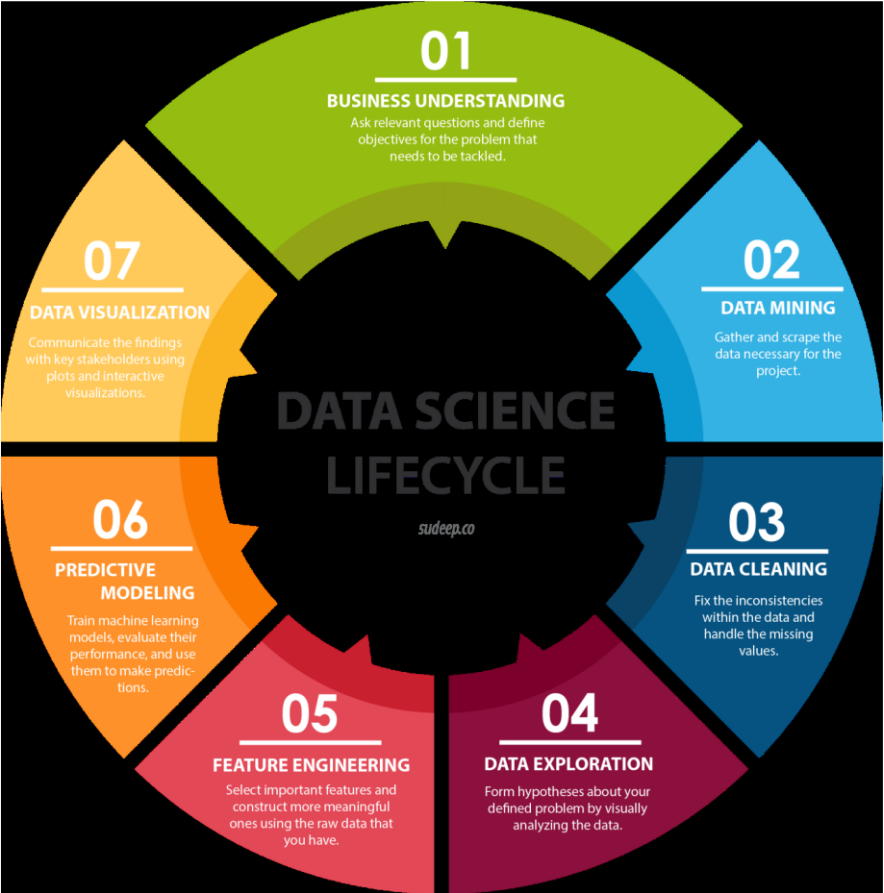 01
BUSINESS UNDERSTANDING
Ask relevant questions and define
objectives for the problem that
needs to be tackled.
02
DATA MINING
Gather and scrape the
data necessary for the
project.
03
DATA CLEANING
Fix the inconsistencies
within the data and
handle the missing
values.
04
DATA EXPLORATION
Form hypotheses about your
defined problem by visually
analyzing the data.
05
FEATURE ENGINEERING
Select important features and
construct more meaningful
ones using the raw data that
you have.
06
PREDICTIVE
MODELING
Train machine learning
models, evaluate their
performance, and use
them to make predic-
tions.
07
DATA VISUALIZATION
Communicate the findings
with key stakeholders using
plots and interactive
visualizations.
DATA SCIENCE
LIFECYCLE
sudeep.co